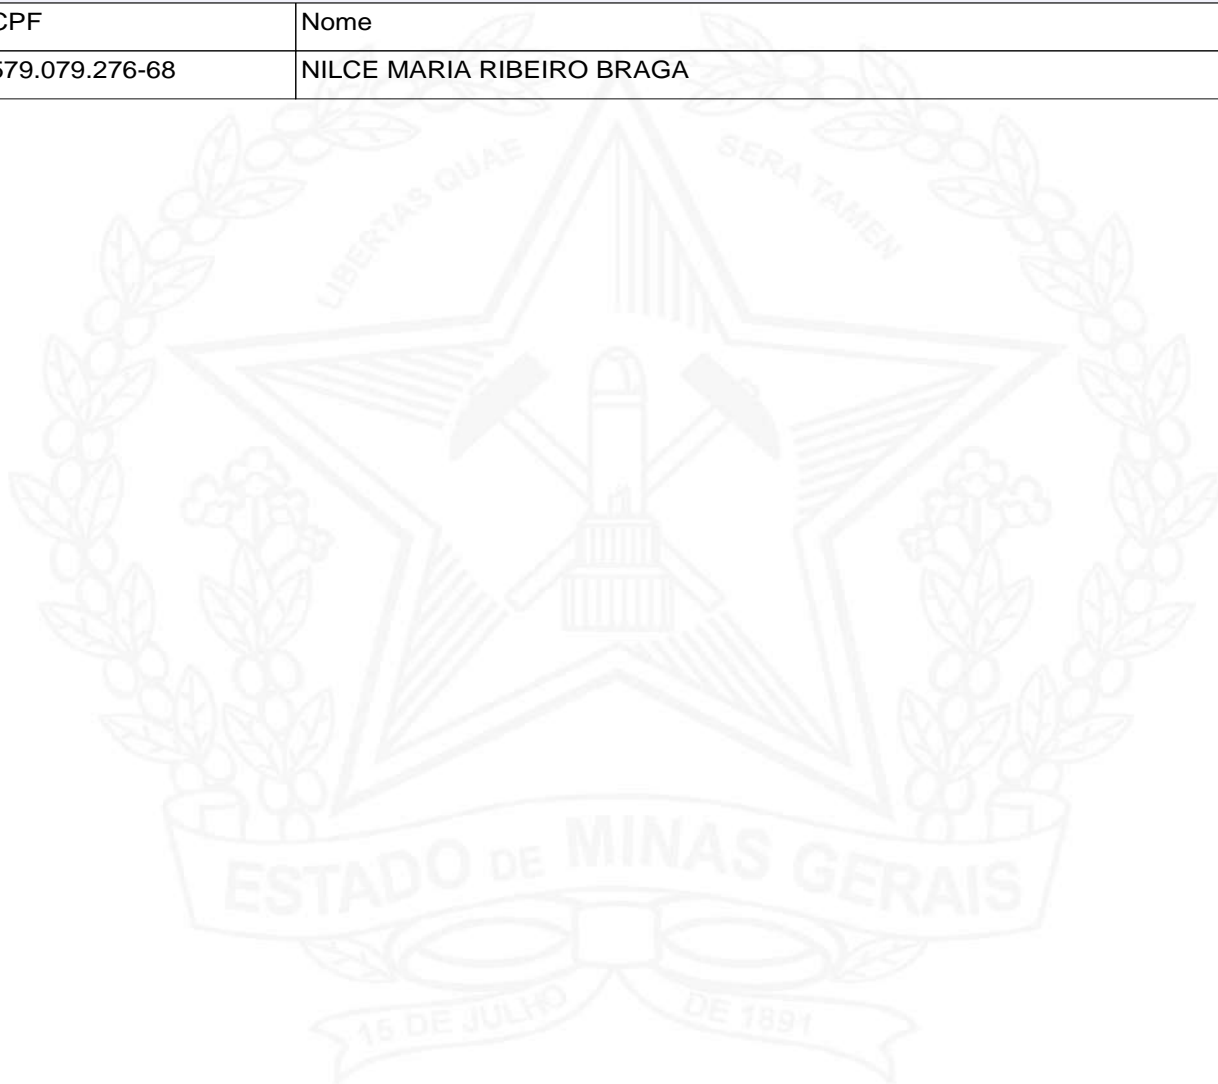 CPF Nome
579.079.276-68 NILCE MARIA RIBEIRO BRAGA
LIBERTAS QUAE SERA TAMEN
ESTADO DE MINAS GERAIS
15 DE JULHO DE 1891